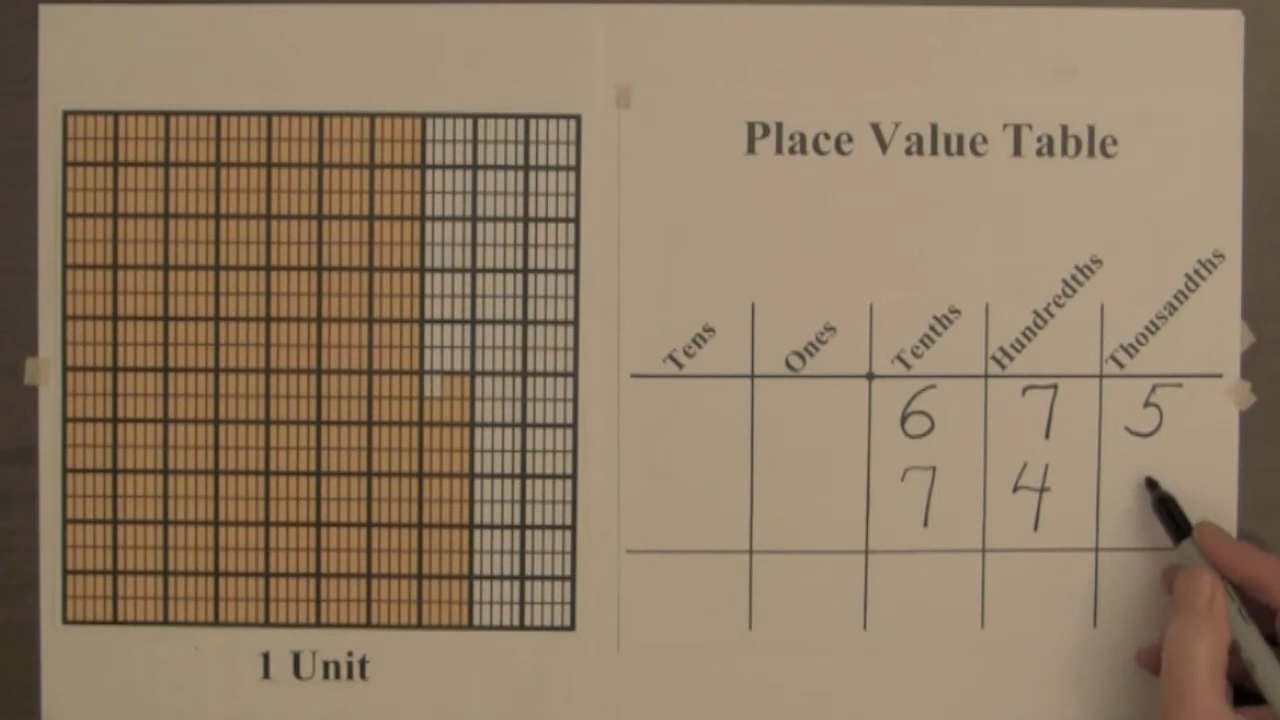 Place Value Table
Tens Ones Tenths Hundredths Thousandths
6 7 5
7 4
1 Unit